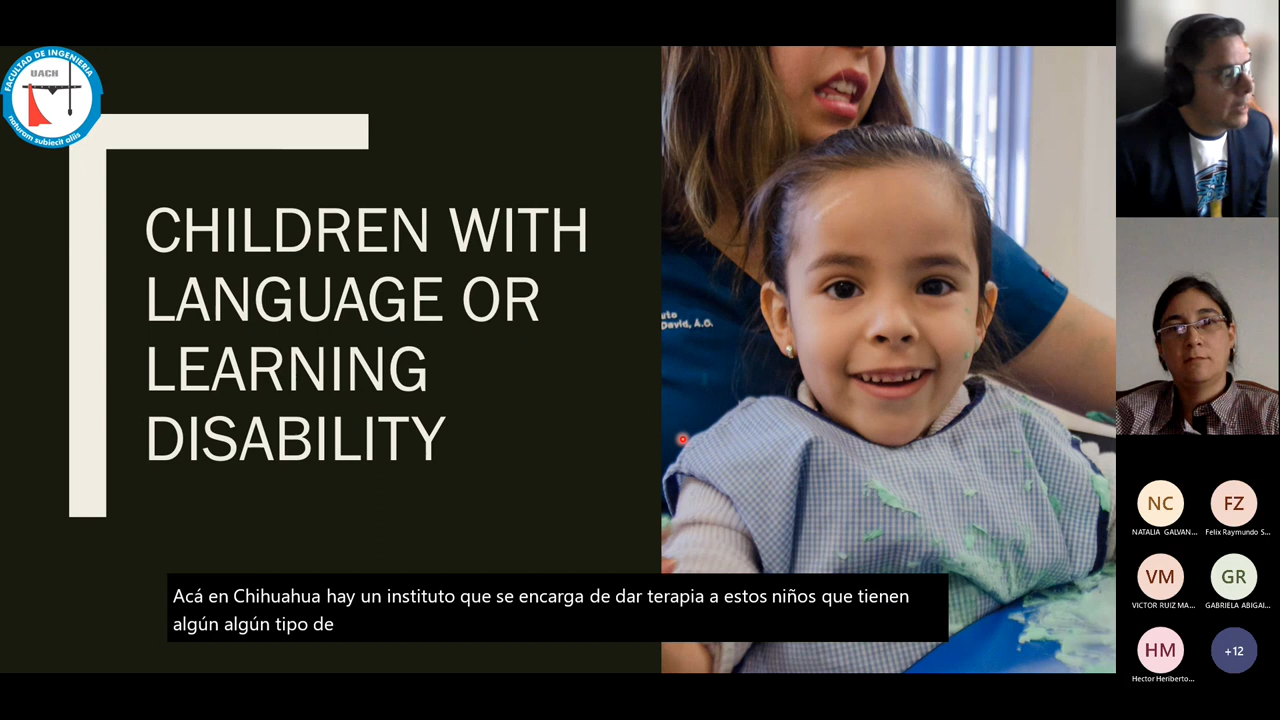 FACULTAD DE INGENIERIA
UACH
naturam subiecit aliis
CHILDREN WITH
LANGUAGE OR
LEARNING
DISABILITY
uto
David, A.C.
Acá en Chihuahua hay un instituto que se encarga de dar terapia a estos niños que tienen
algún algún tipo de
NC
FZ
NATALIA GALVAN...
Felix Raymundo S...
VM
GR
VICTOR RUIZ MA...
GABRIELA ABIGAI...
HM
+12
Hector Heriberto...